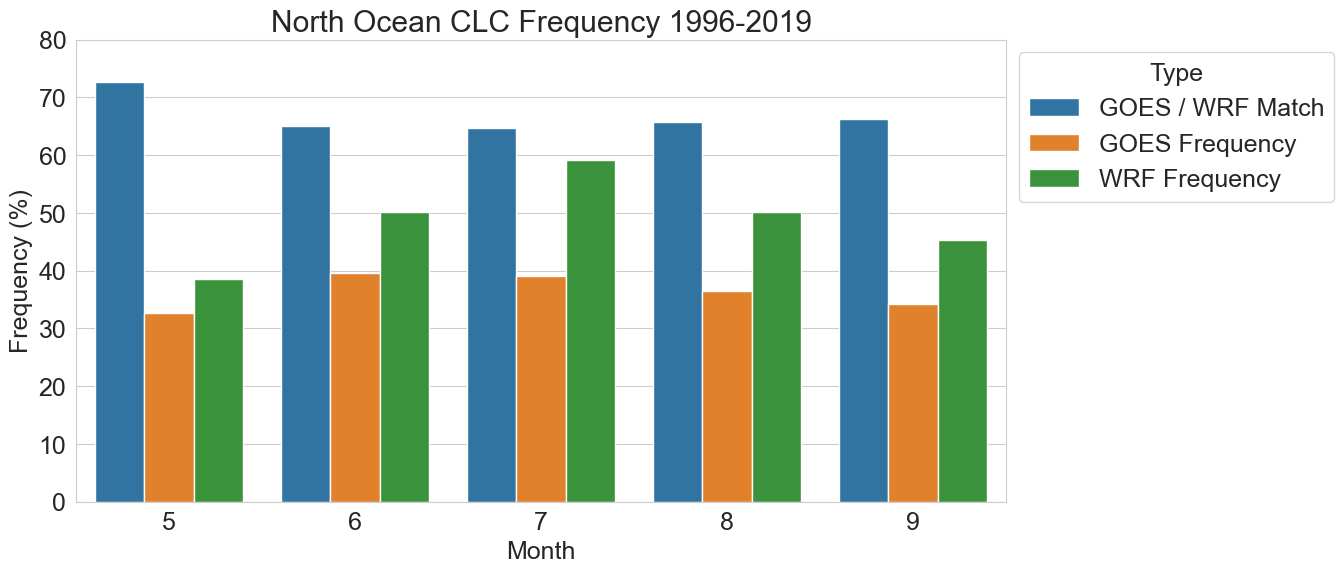 North Ocean CLC Frequency 1996-2019
Frequency (%)
80
70
60
50
40
30
20
10
0
5 6 7 8 9
Month
Type
GOES / WRF Match
GOES Frequency
WRF Frequency